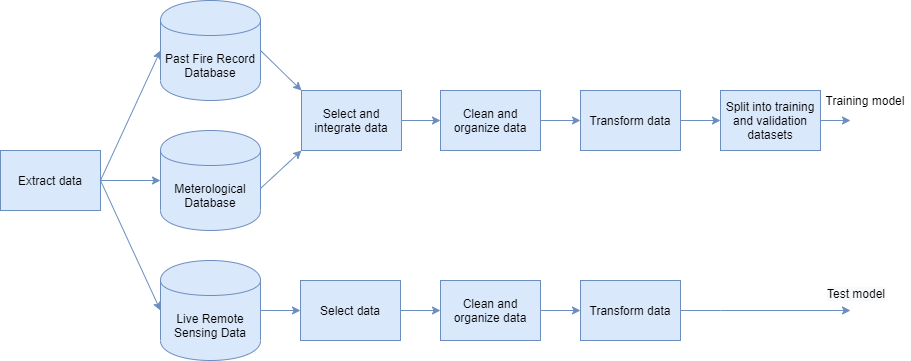 Past Fire Record
Database
Select and
integrate data
Clean and
organize data
Transform data
Split into training
and validation
datasets
Training model
Extract data
Meterological
Database
Live Remote
Sensing Data
Select data
Clean and
organize data
Transform data
Test model